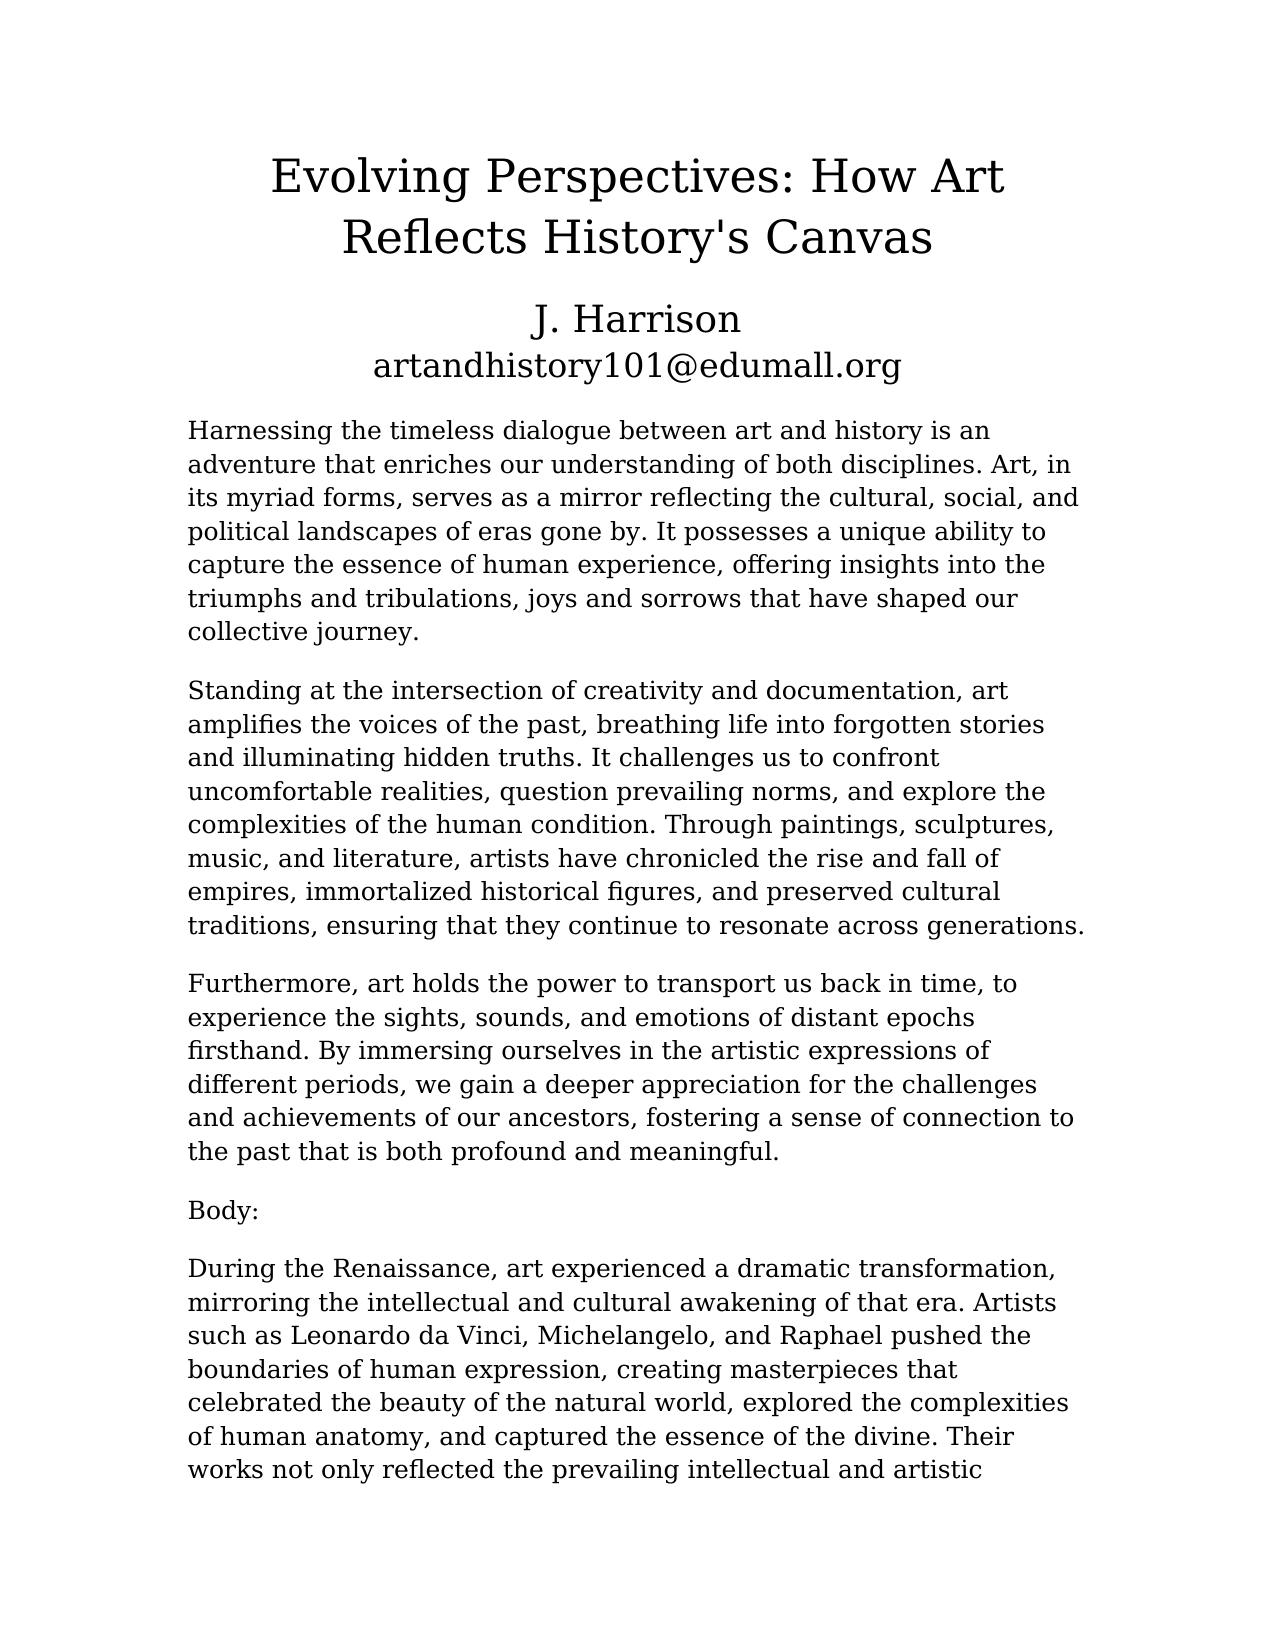 Evolving Perspectives: How Art
Reflects History's Canvas
J. Harrison
artandhistory101@edumall.org
Harnessing the timeless dialogue between art and history is an
adventure that enriches our understanding of both disciplines. Art, in
its myriad forms, serves as a mirror reflecting the cultural, social, and
political landscapes of eras gone by. It possesses a unique ability to
capture the essence of human experience, offering insights into the
triumphs and tribulations, joys and sorrows that have shaped our
collective journey.
Standing at the intersection of creativity and documentation, art
amplifies the voices of the past, breathing life into forgotten stories
and illuminating hidden truths. It challenges us to confront
uncomfortable realities, question prevailing norms, and explore the
complexities of the human condition. Through paintings, sculptures,
music, and literature, artists have chronicled the rise and fall of
empires, immortalized historical figures, and preserved cultural
traditions, ensuring that they continue to resonate across generations.
Furthermore, art holds the power to transport us back in time, to
experience the sights, sounds, and emotions of distant epochs
firsthand. By immersing ourselves in the artistic expressions of
different periods, we gain a deeper appreciation for the challenges
and achievements of our ancestors, fostering a sense of connection to
the past that is both profound and meaningful.
Body:
During the Renaissance, art experienced a dramatic transformation,
mirroring the intellectual and cultural awakening of that era. Artists
such as Leonardo da Vinci, Michelangelo, and Raphael pushed the
boundaries of human expression, creating masterpieces that
celebrated the beauty of the natural world, explored the complexities
of human anatomy, and captured the essence of the divine. Their
works not only reflected the prevailing intellectual and artistic